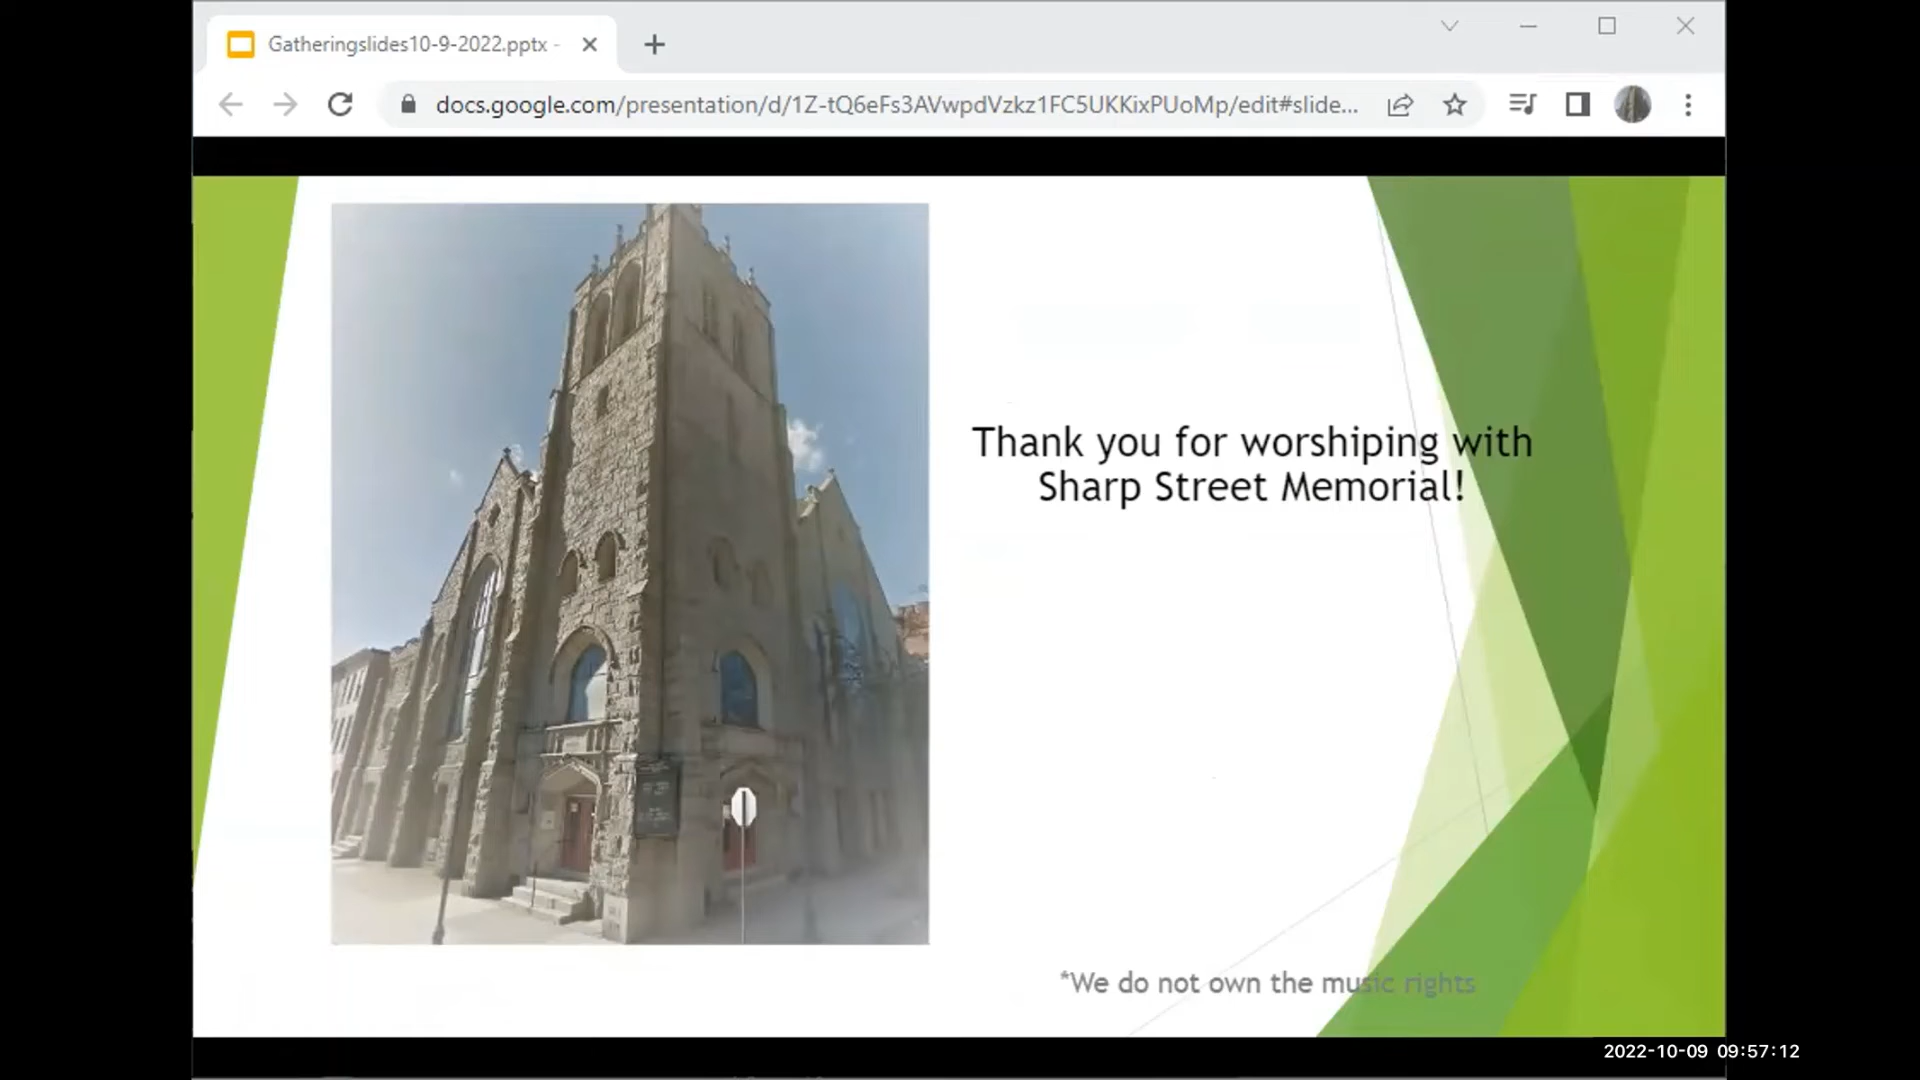 Gatheringslides10-9-2022.pptx -
docs.google.com/presentation/d/1Z-tQ6eFs3AVwpdVzkz1FC5UKKixPUoMp/edit#slide...
Thank you for worshiping with
Sharp Street Memorial!
*We do not own the music rights
2022-10-09 09:57:12